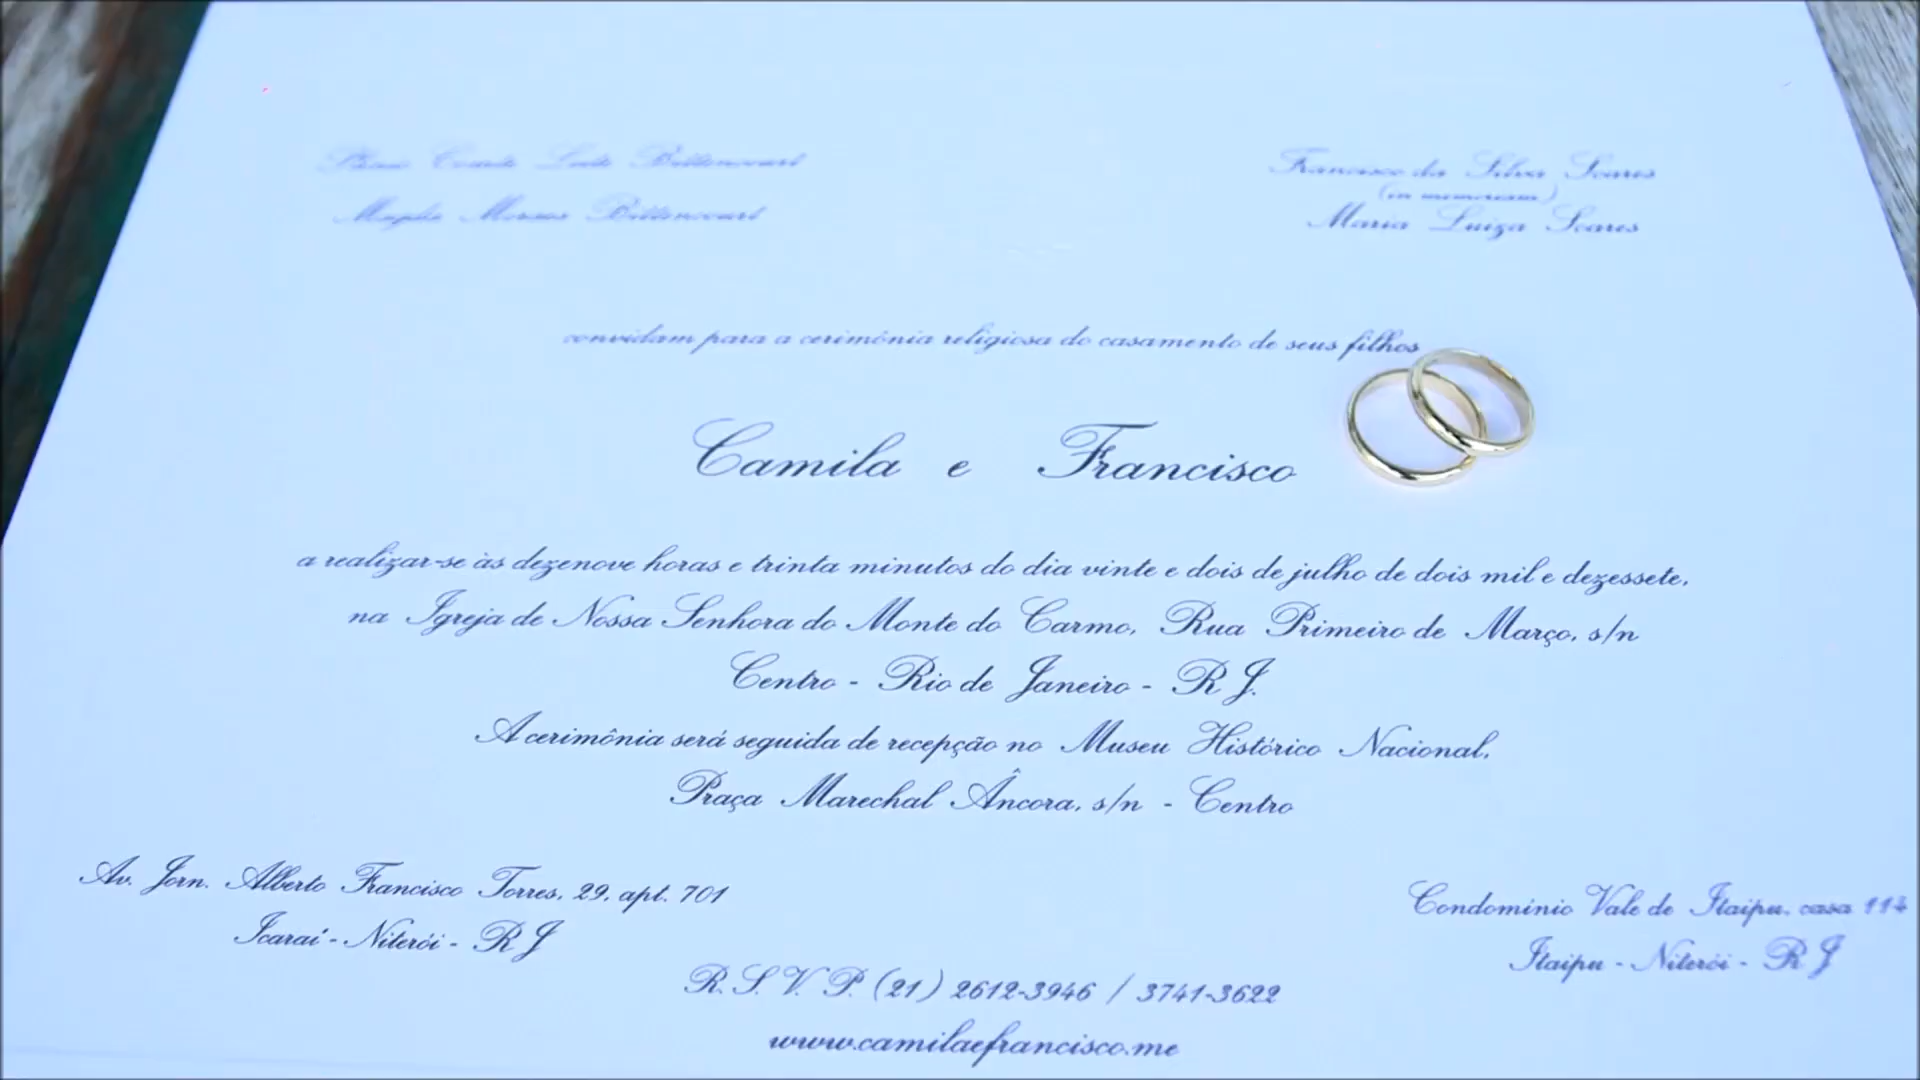 Bittencourt
Bittencourt
Francisco da Silva Soares
(in memoriam)
Maria Luiza Soares
convidam para a cerimônia religiosa do casamento de seus filhos
Camila e Francisco
a realizar-se às dezenove horas e trinta minutos do dia vinte e dois de julho de dois mil e dezessete,
na Igreja de Nossa Senhora do Monte do Carmo, Rua Primeiro de Março, s/n
Centro - Rio de Janeiro - R J.
A cerimônia será seguida de recepção no Museu Histórico Nacional,
Praça Marechal Âncora, s/n - Centro
Av. Jorn. Alberto Francisco Torres, 29, apt. 701
Icaraí - Niterói - R J
Condomínio Vale de Itaipu, casa 114
Itaipu - Niterói - R J
R. S. V. P. (21) 2612-3946 / 3741-3622
www.camilaefrancisco.me